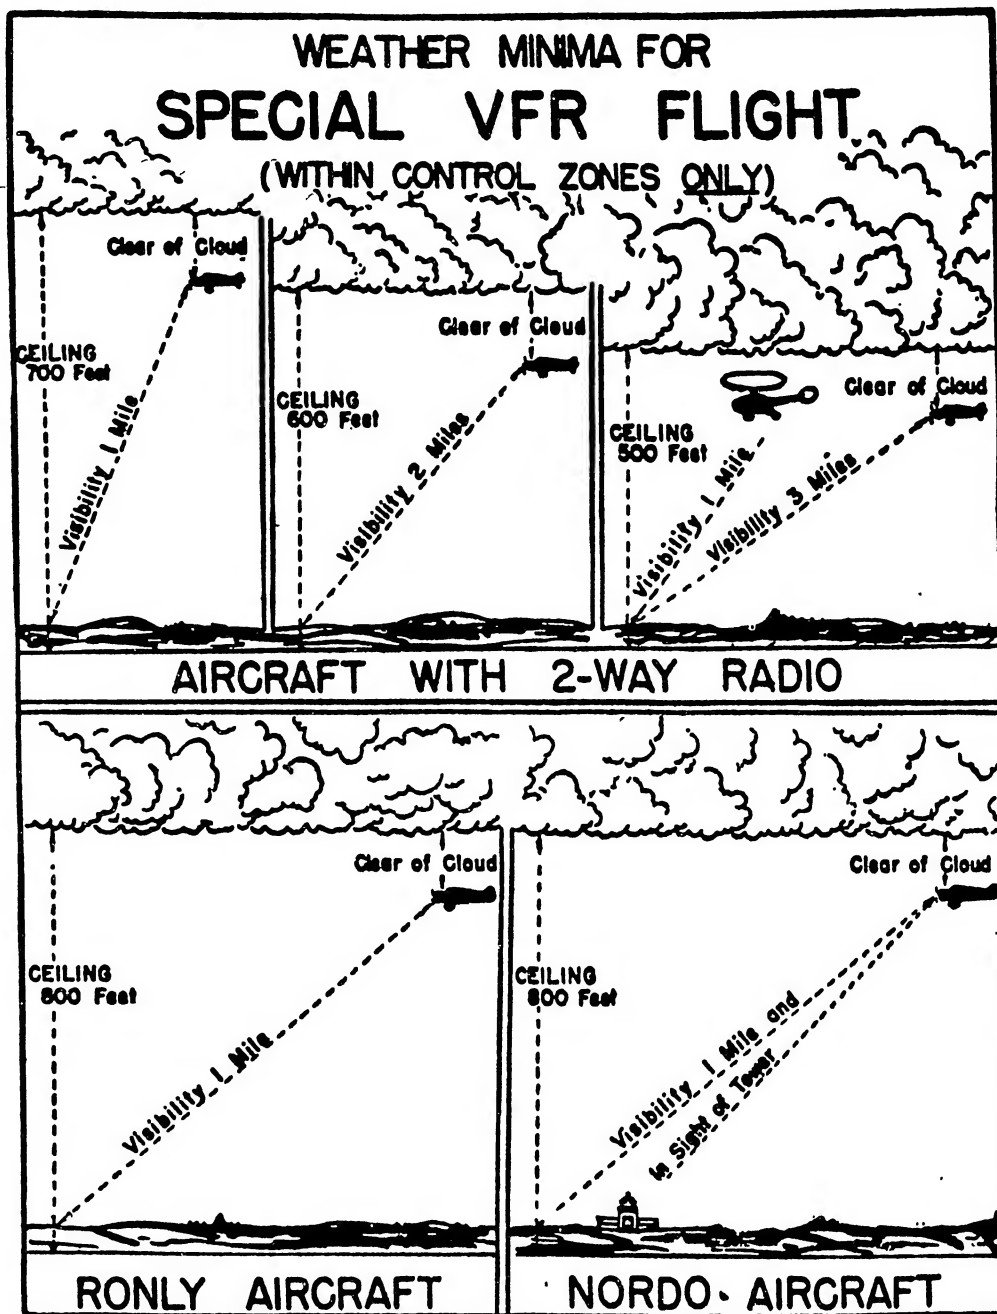 WEATHER MINIMA FOR
SPECIAL VFR FLIGHT
(WITHIN CONTROL ZONES ONLY)
Clear of Cloud
CEILING
700 Feet
Visibility 1 Mile
Clear of Cloud
CEILING
600 Feet
Visibility 2 Miles
Clear of Cloud
CEILING
500 Feet
Visibility 1 Mile
Visibility 3 Miles
AIRCRAFT WITH 2-WAY RADIO
Clear of Cloud
CEILING
800 Feet
Visibility 1 Mile
RONLY AIRCRAFT
Clear of Cloud
CEILING
800 Feet
Visibility 1 Mile and
In Sight of Tower
NORDO AIRCRAFT